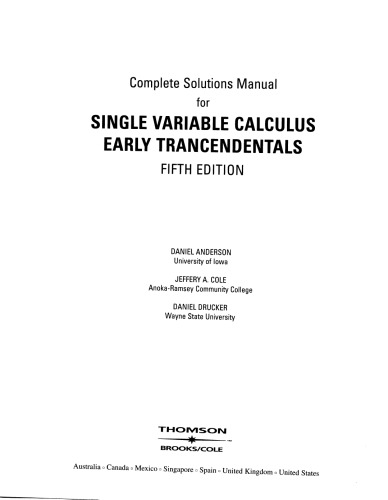 Complete Solutions Manual
for
SINGLE VARIABLE CALCULUS
EARLY TRANCENDENTALS
FIFTH EDITION
DANIEL ANDERSON
University of Iowa
JEFFERY A. COLE
Anoka-Ramsey Community College
DANIEL DRUCKER
Wayne State University
THOMSON
BROOKS/COLE
Australia • Canada • Mexico • Singapore • Spain • United Kingdom • United States